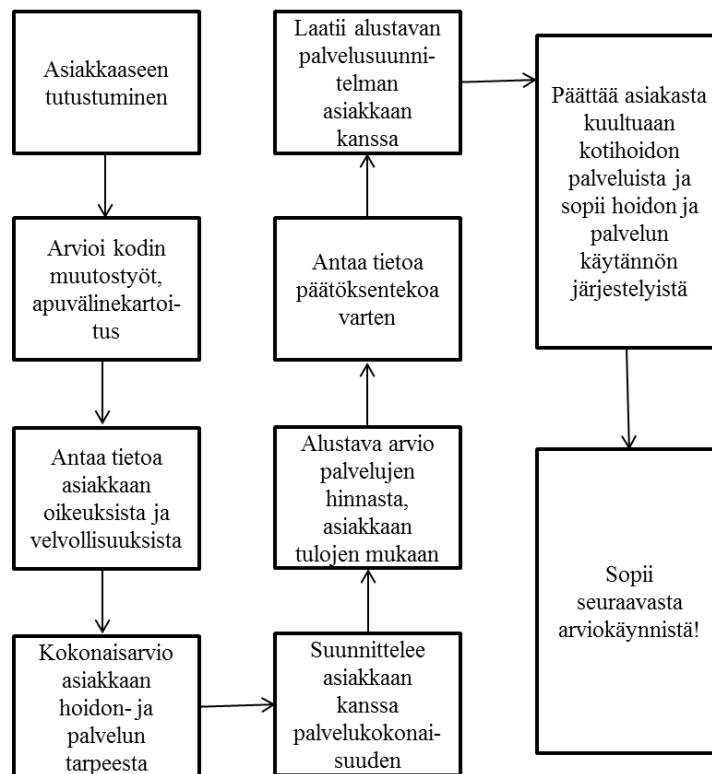 Asiakkaaseen
tutustuminen
Arvioi kodin
muutostyöt,
apuvälinekartoi-
tus
Antaa tietoa
asiakkaan
oikeuksista ja
velvollisuuksista
Kokonaisarvio
asiakkaan
hoidon- ja
palvelun
tarpeesta
Suunnittelee
asiakkaan
kanssa
palvelukokonai-
suuden
Alustava arvio
palvelujen
hinnasta,
asiakkaan
tulojen mukaan
Antaa tietoa
päätöksentekoa
varten
Laatii alustavan
palvelusuunni-
telman
asiakkaan
kanssa
Päättää asiakasta
kuultuaan
kotihoidon
palveluista ja
sopii hoidon ja
palvelun
käytännön
järjestelyistä
Sopii
seuraavasta
arviokäynnistä!